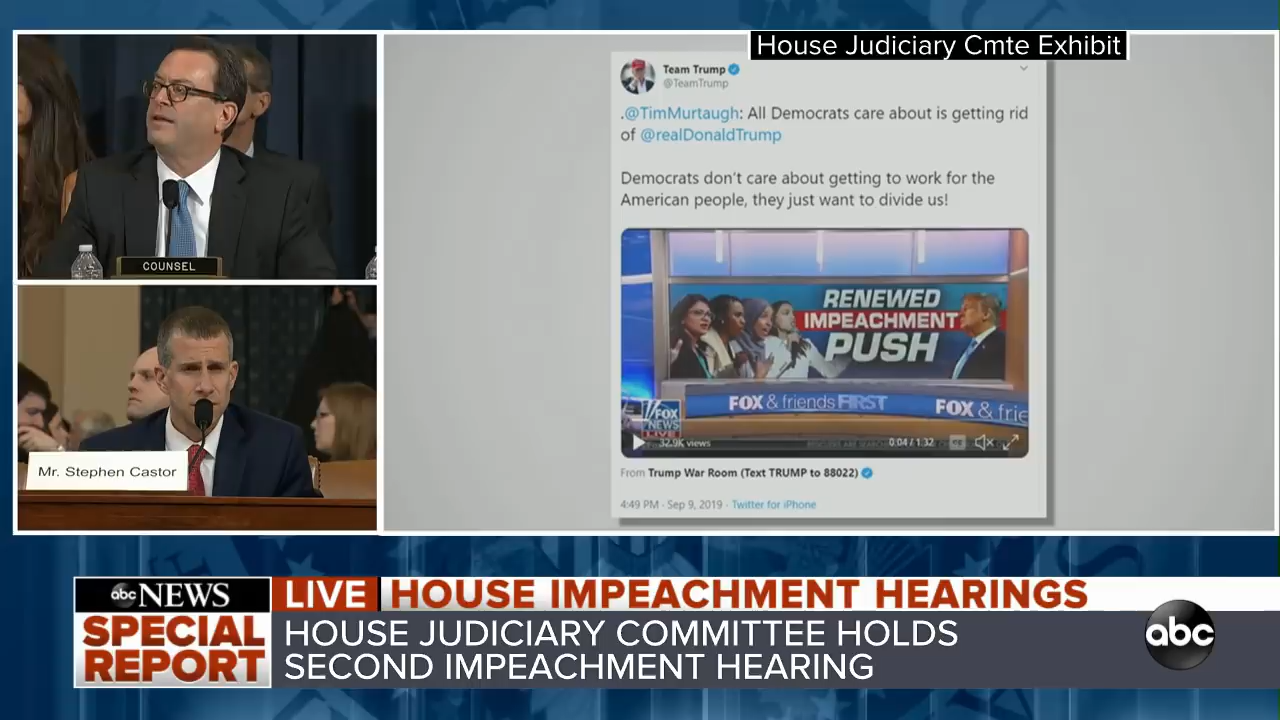 House Judiciary Cmte Exhibit
Team Trump
@TeamTrump
.@TimMurtaugh: All Democrats care about is getting rid
of @realDonaldTrump
Democrats don't care about getting to work for the
American people, they just want to divide us!
RENEWED
IMPEACHMENT
PUSH
FOX & friends FIRST
FOX & frie
FOX
NEWS
LIVE
32.9K views
0:04 / 1:32
From Trump War Room (Text TRUMP to 88022)
4:49 PM · Sep 9, 2019 · Twitter for iPhone
COUNSEL
Mr. Stephen Castor
abc NEWS
SPECIAL
REPORT
LIVE HOUSE IMPEACHMENT HEARINGS
HOUSE JUDICIARY COMMITTEE HOLDS
SECOND IMPEACHMENT HEARING
abc